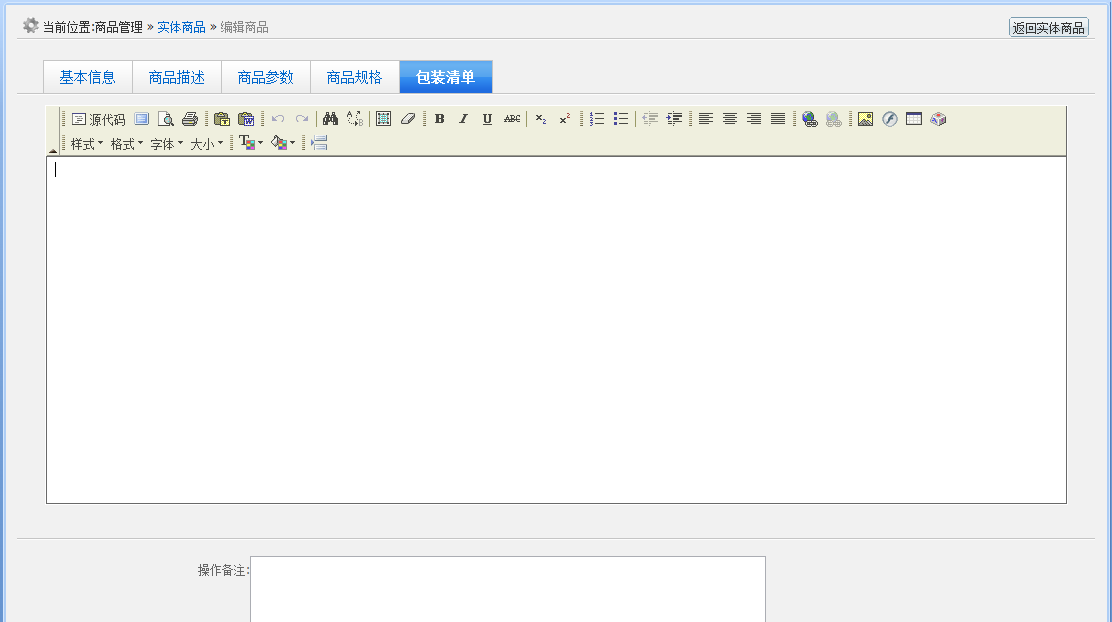 当前位置:商品管理 » 实体商品 » 编辑商品
返回实体商品
基本信息 商品描述 商品参数 商品规格 包装清单
源代码 B I U ABC x₂ x²
样式 格式 字体 大小
操作备注: